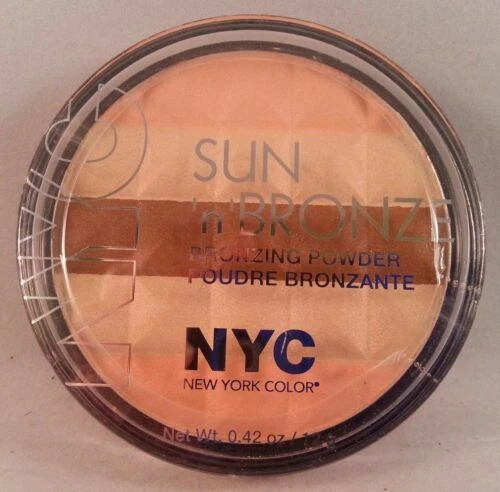 SUN
'n' BRONZE
BRONZING POWDER
POUDRE BRONZANTE
NYC
NEW YORK COLOR®
Net Wt. 0.42 oz /